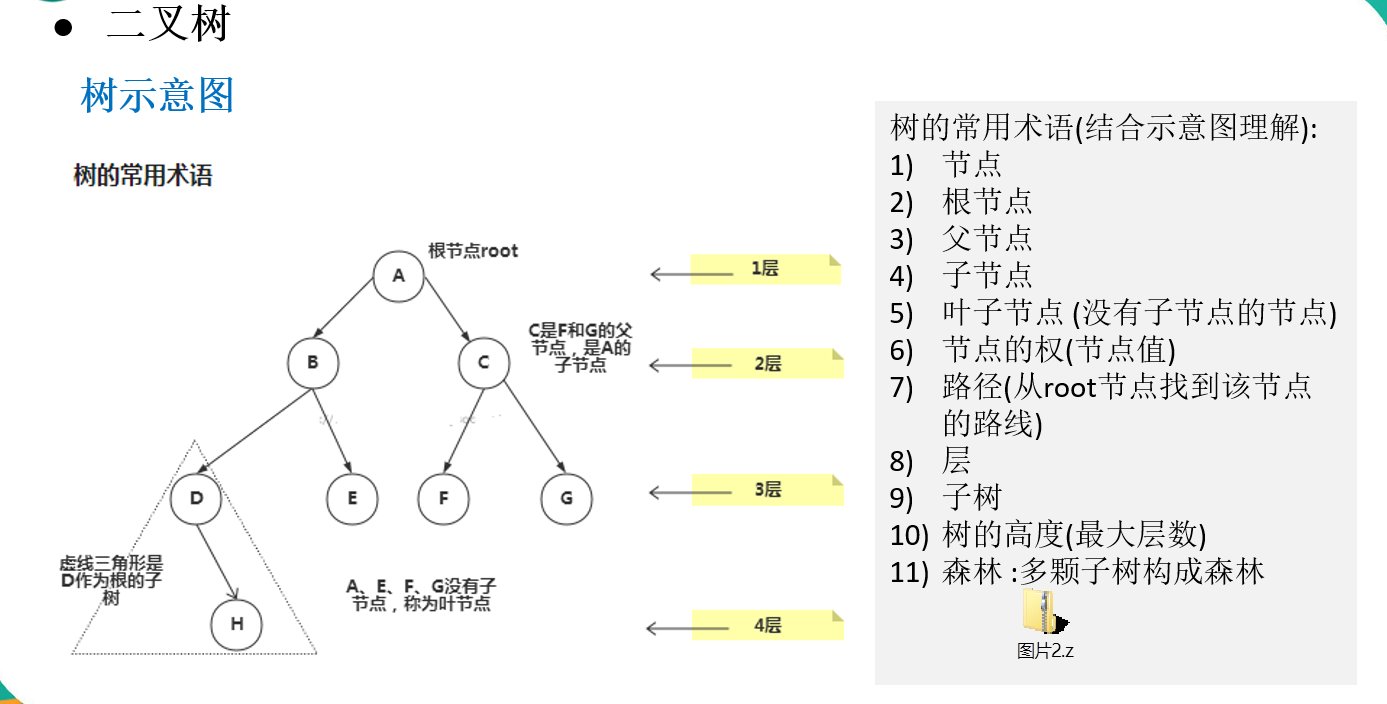 ● 二叉树
树示意图
树的常用术语
根节点root
A
1层
B
C
C是F和G的父
节点，是A的
子节点
2层
D
E
F
G
3层
虚线三角形是
D作为根的子
树
H
A、E、F、G没有子
节点，称为叶节点
4层
树的常用术语(结合示意图理解):
1) 节点
2) 根节点
3) 父节点
4) 子节点
5) 叶子节点 (没有子节点的节点)
6) 节点的权(节点值)
7) 路径(从root节点找到该节点
的路线)
8) 层
9) 子树
10) 树的高度(最大层数)
11) 森林 :多颗子树构成森林
图片2.z